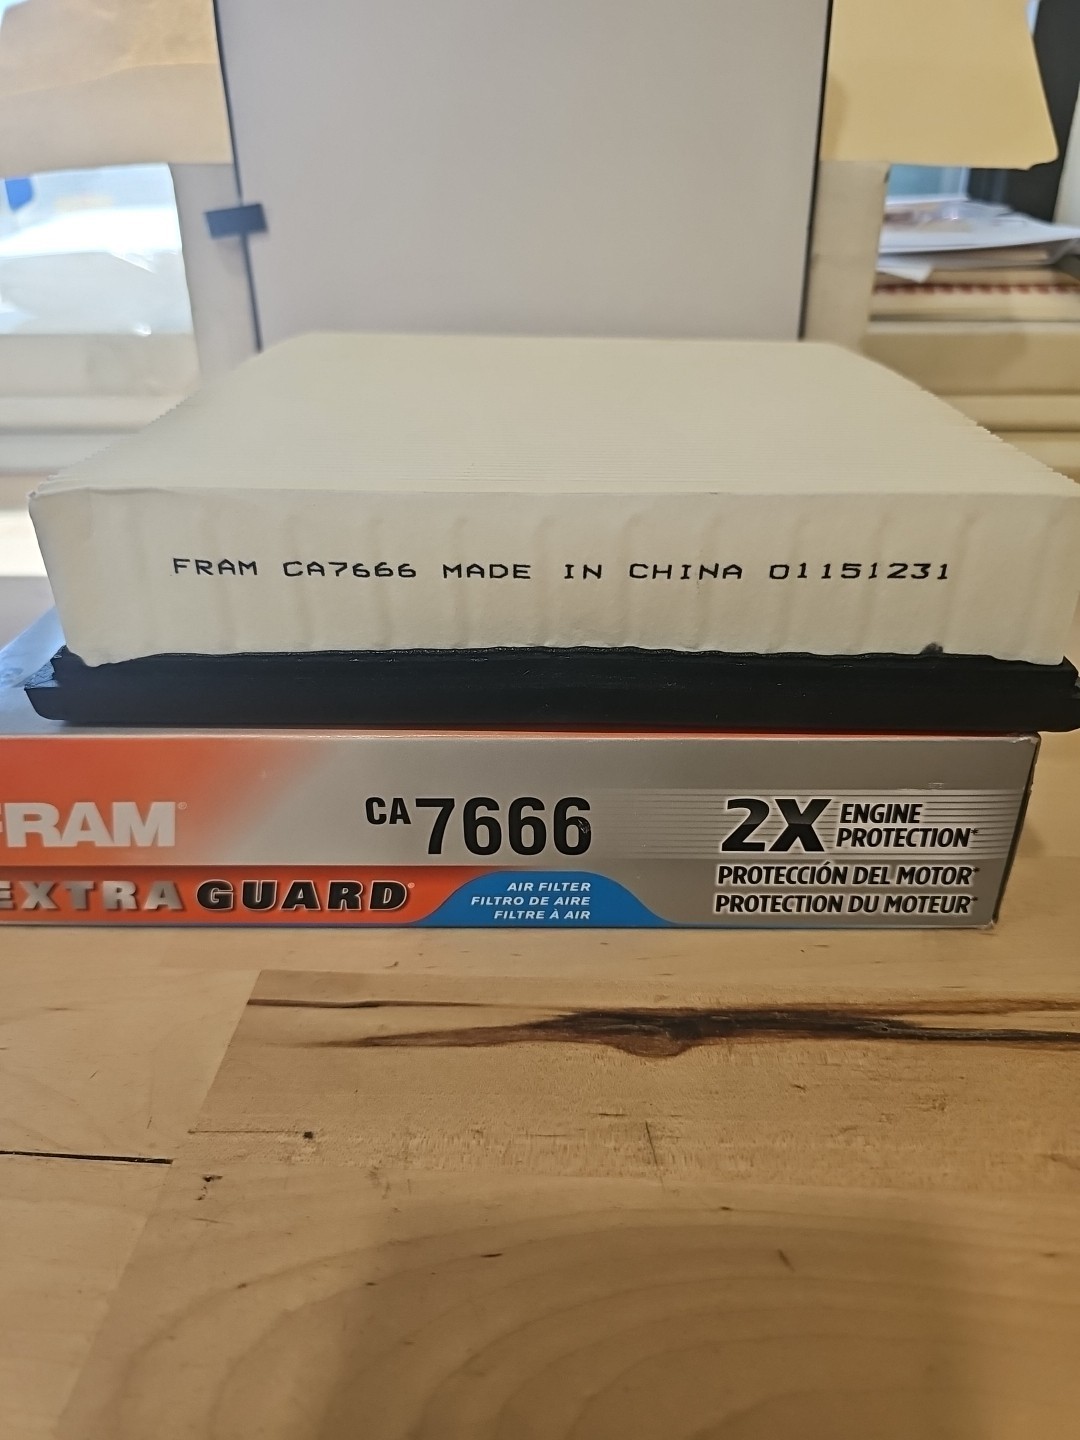 FRAM CA7666 MADE IN CHINA 01151231
FRAM
CA7666
2X ENGINE PROTECTION*
EXTRA GUARD
AIR FILTER
FILTRO DE AIRE
FILTRE À AIR
PROTECCIÓN DEL MOTOR*
PROTECTION DU MOTEUR*